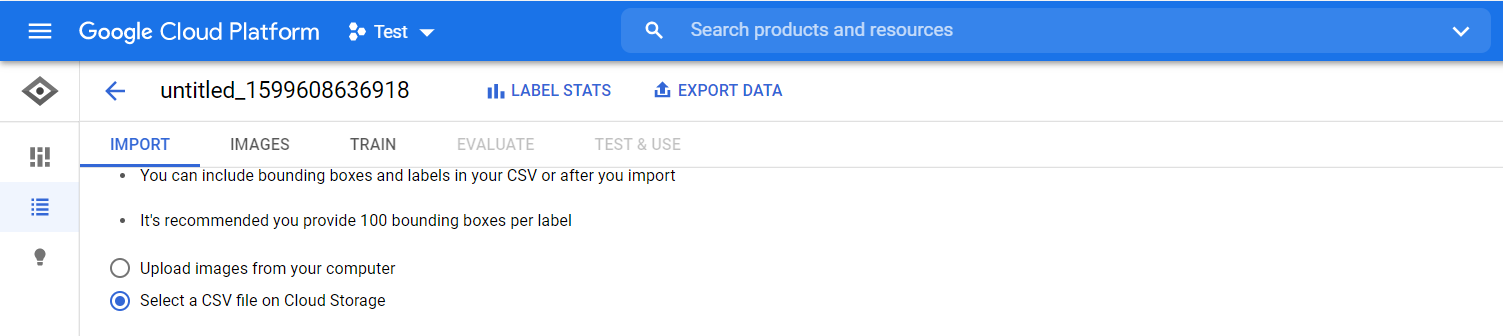 Google Cloud Platform Test Search products and resources
untitled_1599608636918 LABEL STATS EXPORT DATA
IMPORT IMAGES TRAIN EVALUATE TEST & USE
• You can include bounding boxes and labels in your CSV or after you import
• It's recommended you provide 100 bounding boxes per label
Upload images from your computer
Select a CSV file on Cloud Storage